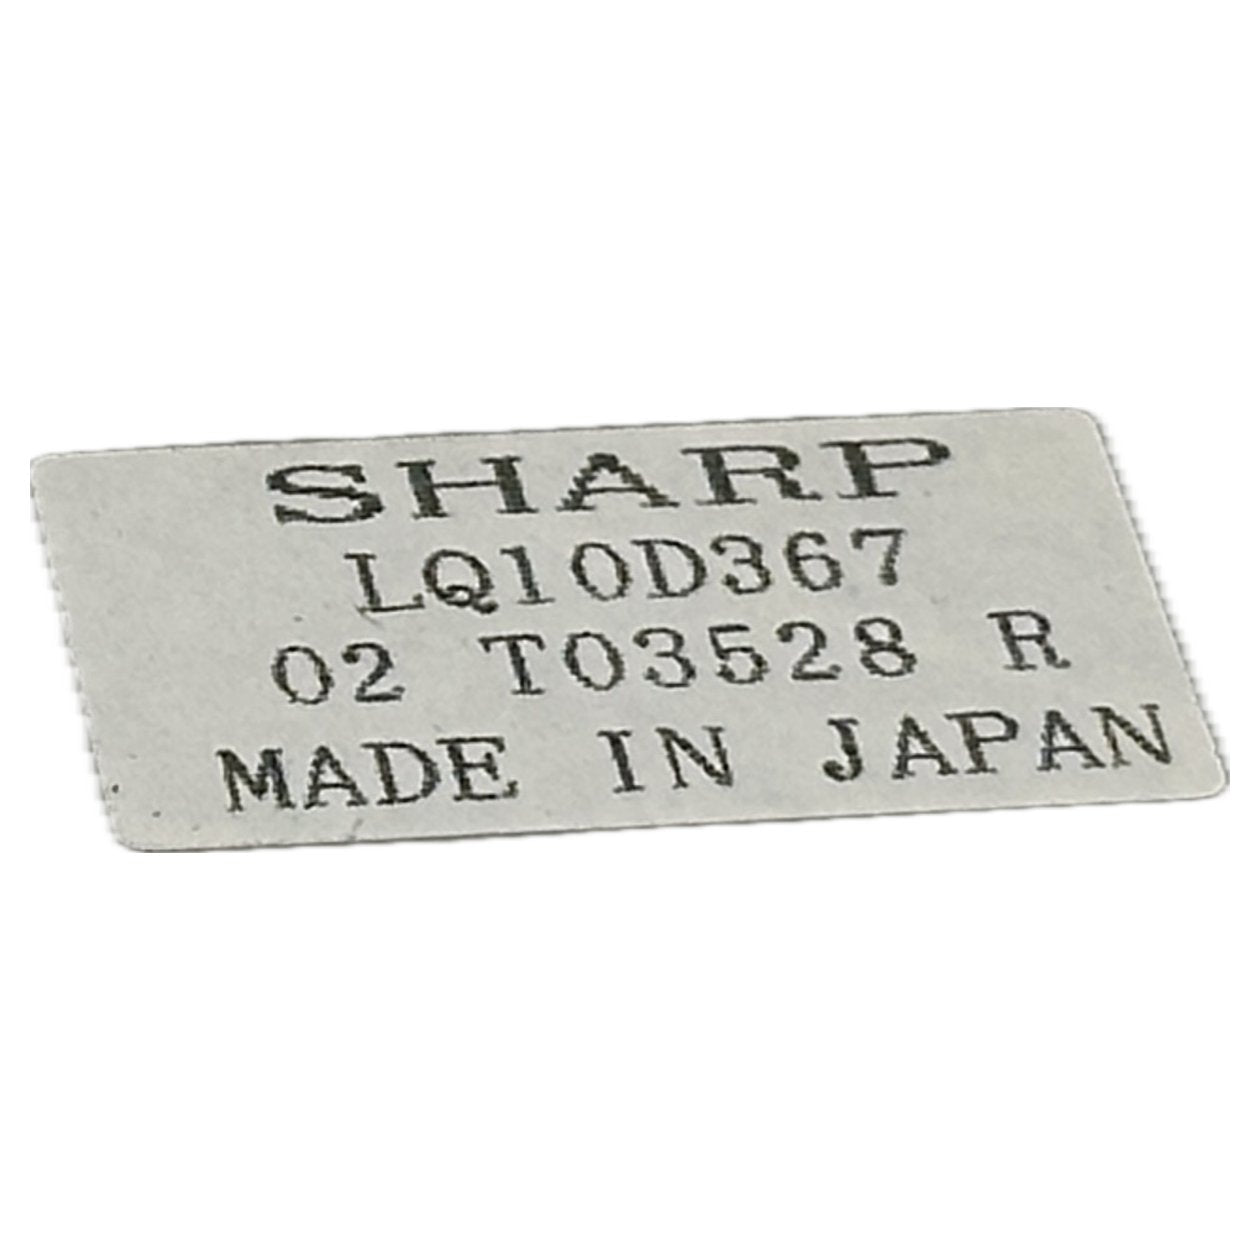 SHARP
LQ10D367
02 T03528 R
MADE IN JAPAN